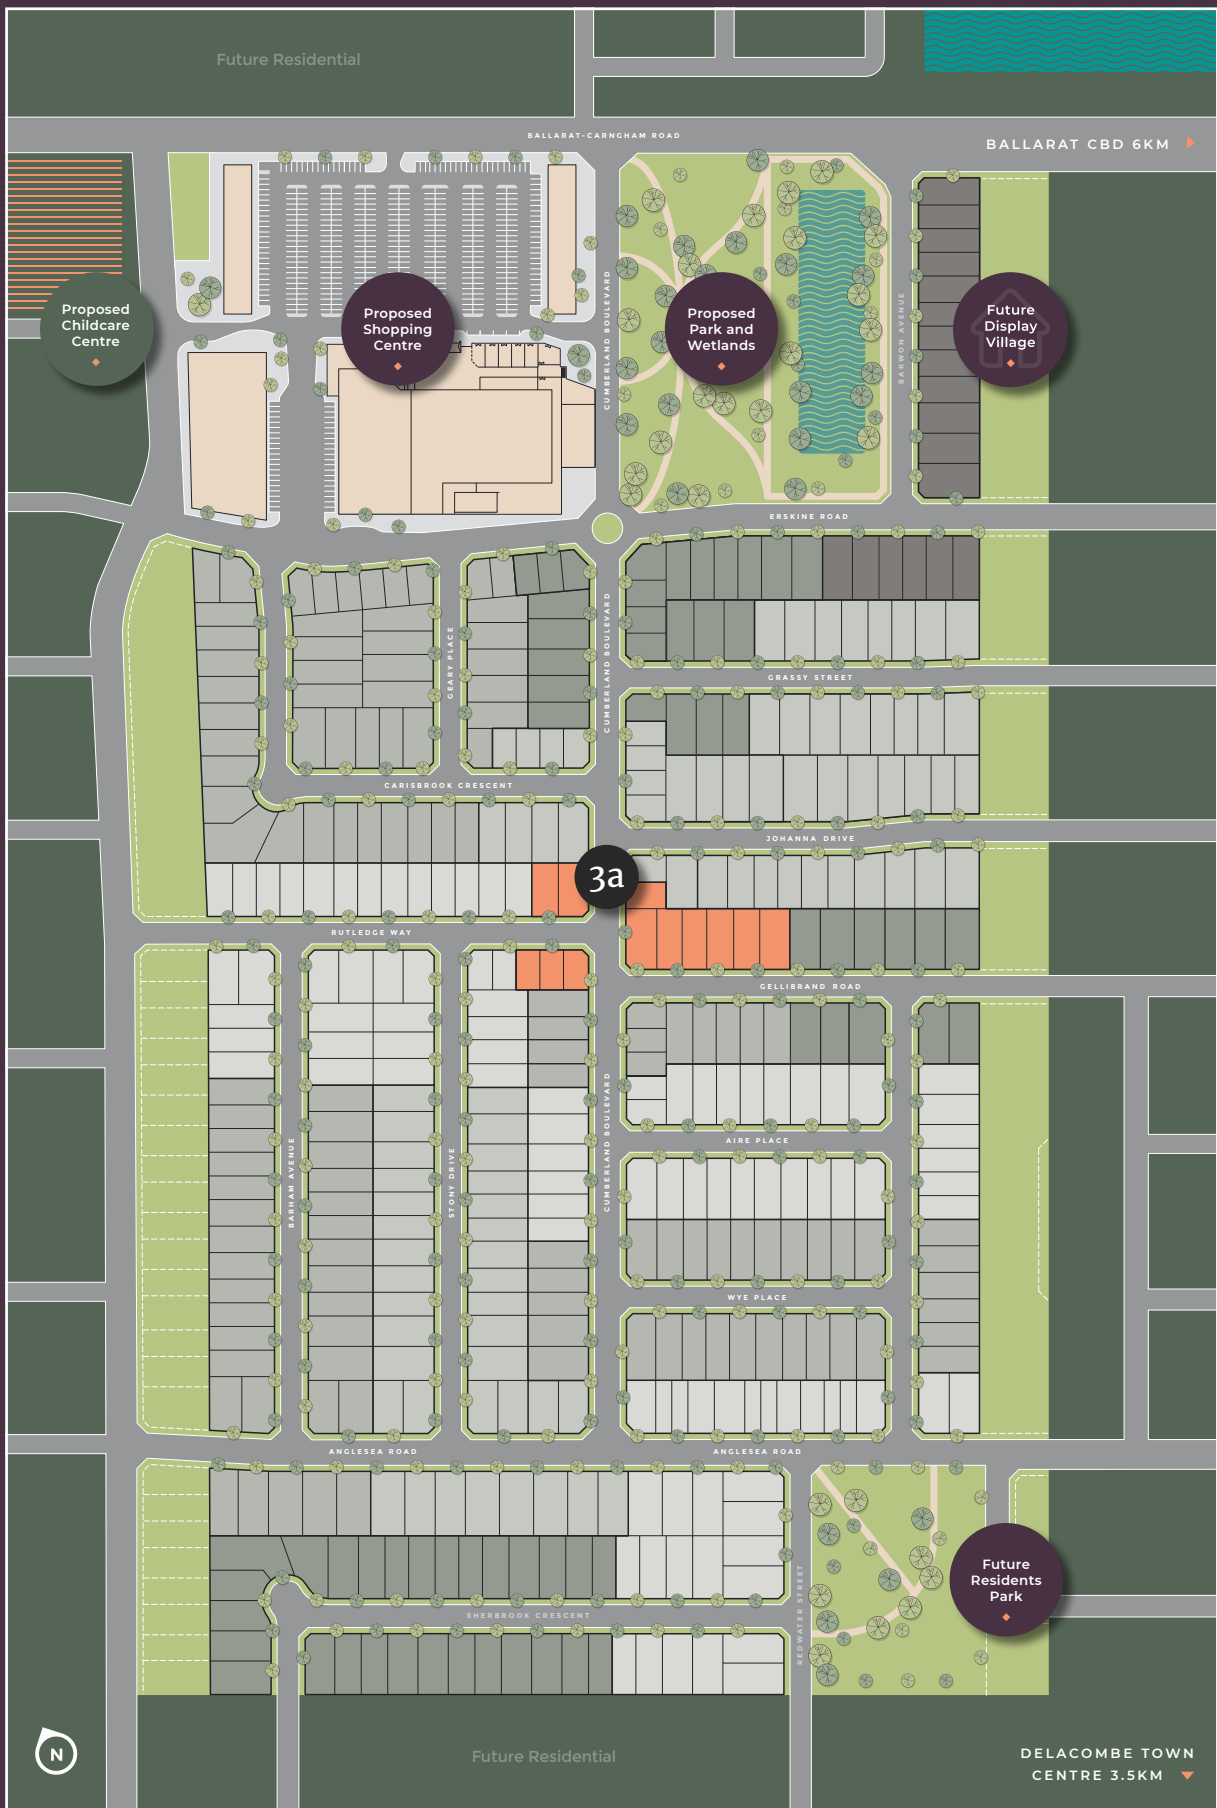 Future Residential
BALLARAT-CARNGHAM ROAD
BALLARAT CBD 6KM
Proposed
Childcare
Centre
Proposed
Shopping
Centre
CUMBERLAND BOULEVARD
Proposed
Park and
Wetlands
BARWON AVENUE
Future
Display
Village
ERSKINE ROAD
GEARY PLACE
CUMBERLAND BOULEVARD
GRASSY STREET
CARISBROOK CRESCENT
JOHANNA DRIVE
3a
RUTLEDGE WAY
GELLIBRAND ROAD
BARHAM AVENUE
STONY DRIVE
CUMBERLAND BOULEVARD
AIRE PLACE
WYE PLACE
ANGLESEA ROAD
ANGLESEA ROAD
SHERBROOK CRESCENT
REDWATER STREET
Future
Residents
Park
N
Future Residential
DELACOMBE TOWN
CENTRE 3.5KM